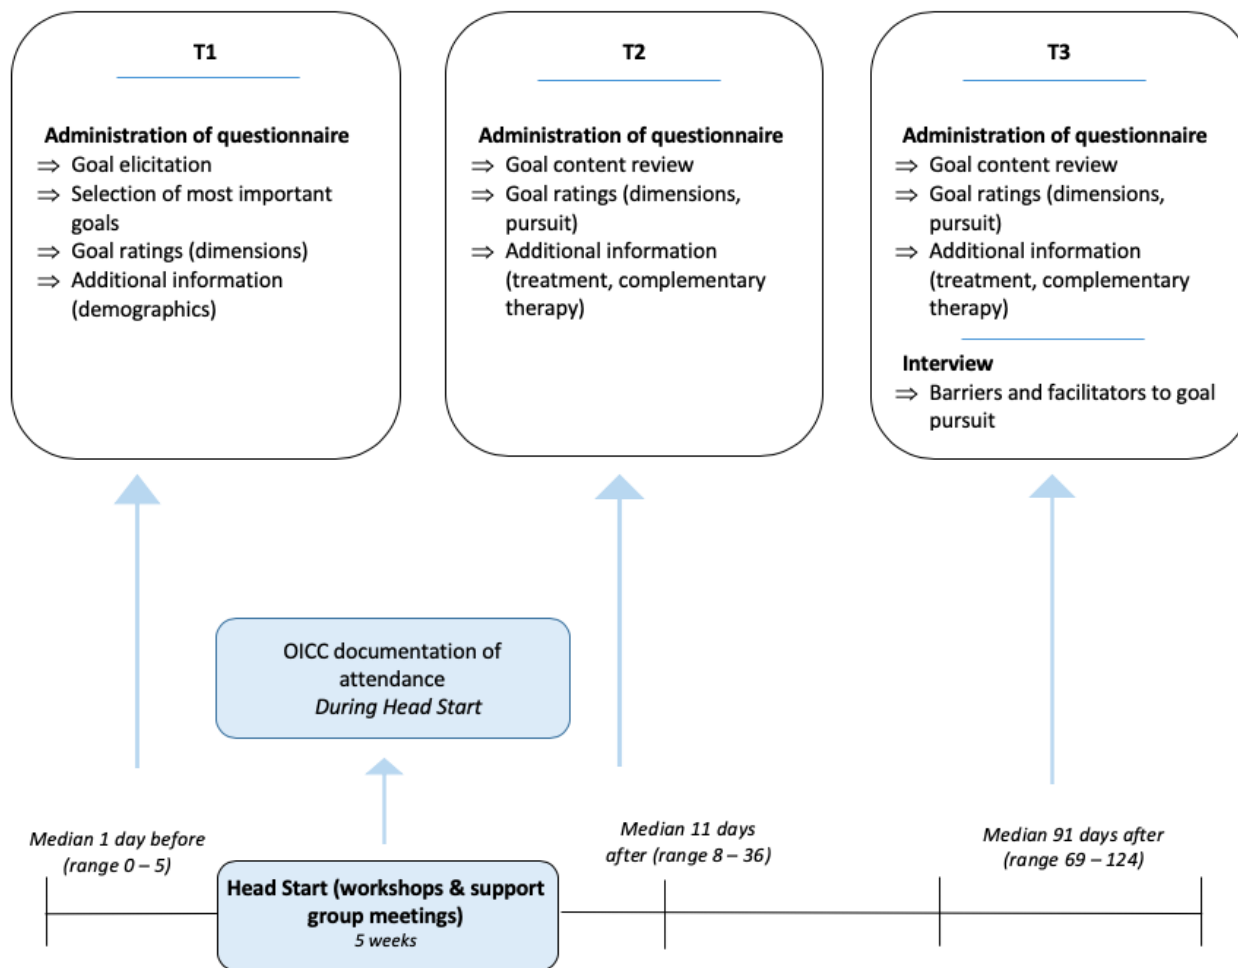 T1
Administration of questionnaire
⇒ Goal elicitation
⇒ Selection of most important
goals
⇒ Goal ratings (dimensions)
⇒ Additional information
(demographics)
T2
Administration of questionnaire
⇒ Goal content review
⇒ Goal ratings (dimensions,
pursuit)
⇒ Additional information
(treatment, complementary
therapy)
T3
Administration of questionnaire
⇒ Goal content review
⇒ Goal ratings (dimensions,
pursuit)
⇒ Additional information
(treatment, complementary
therapy)
Interview
⇒ Barriers and facilitators to goal
pursuit
OICC documentation of
attendance
During Head Start
Median 1 day before
(range 0 – 5)
Head Start (workshops & support
group meetings)
5 weeks
Median 11 days
after (range 8 – 36)
Median 91 days after
(range 69 – 124)